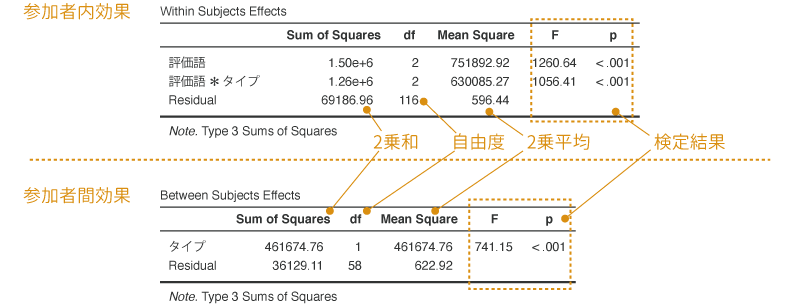 参加者内効果
Within Subjects Effects
Sum of Squares df Mean Square F p
評価語 1.50e+6 2 751892.92 1260.64 < .001
評価語 ＊ タイプ 1.26e+6 2 630085.27 1056.41 < .001
Residual 69186.96 116 596.44
Note. Type 3 Sums of Squares
2乗和 自由度 2乗平均 検定結果
参加者間効果
Between Subjects Effects
Sum of Squares df Mean Square F p
タイプ 461674.76 1 461674.76 741.15 < .001
Residual 36129.11 58 622.92
Note. Type 3 Sums of Squares